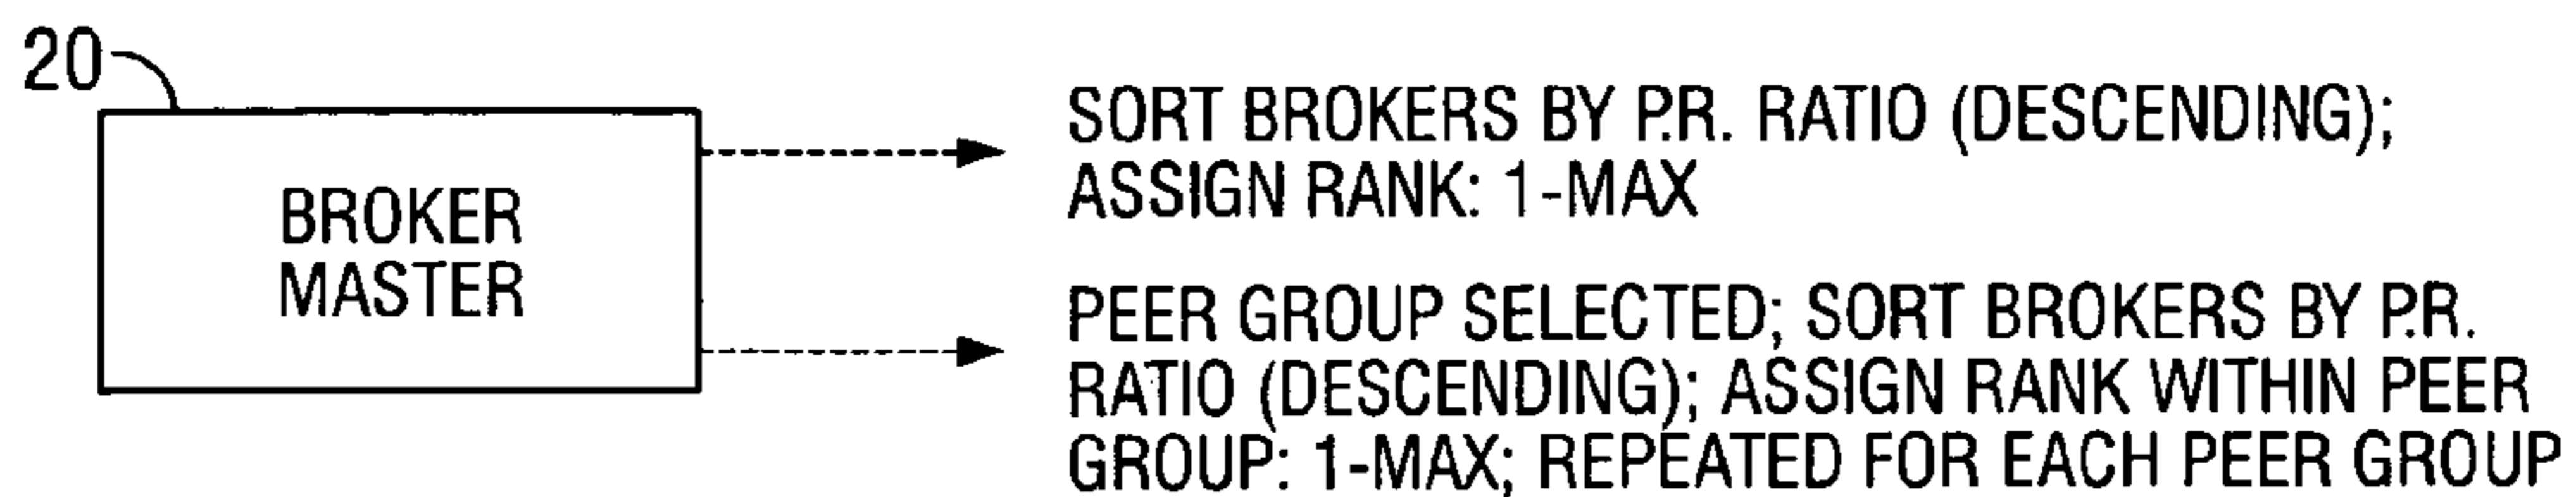 20
BROKER
MASTER
SORT BROKERS BY P.R. RATIO (DESCENDING);
ASSIGN RANK: 1-MAX
PEER GROUP SELECTED; SORT BROKERS BY P.R.
RATIO (DESCENDING); ASSIGN RANK WITHIN PEER
GROUP: 1-MAX; REPEATED FOR EACH PEER GROUP